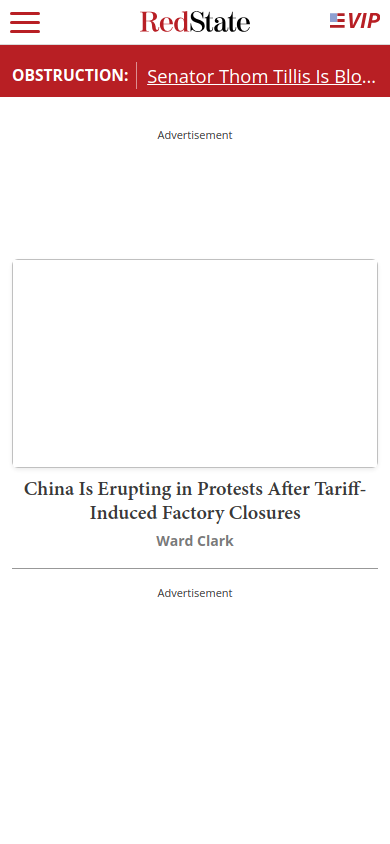 RedState
VIP
OBSTRUCTION: Senator Thom Tillis Is Blo...
Advertisement
China Is Erupting in Protests After Tariff-
Induced Factory Closures
Ward Clark
Advertisement